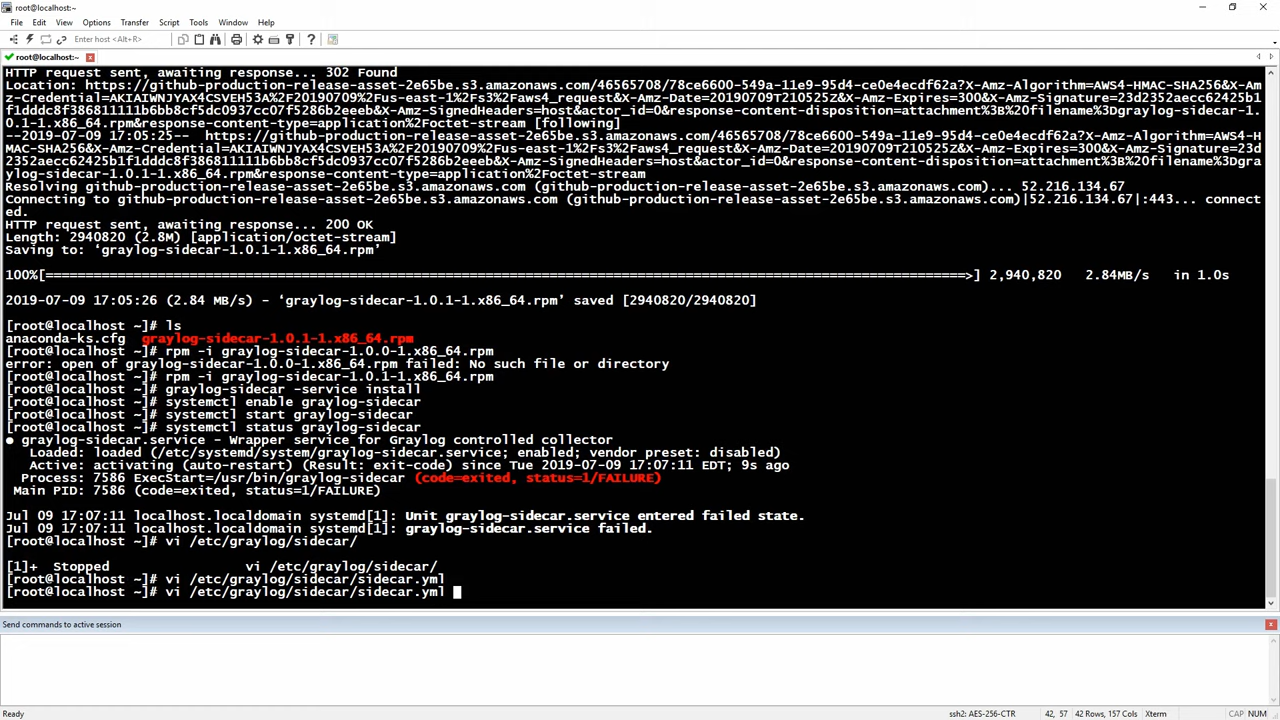 root@localhost:~
File Edit View Options Transfer Script Tools Window Help
Enter host <Alt+R>
root@localhost:~
HTTP request sent, awaiting response... 302 Found
Location: https://github-production-release-asset-2e65be.s3.amazonaws.com/46565708/78ce6600-549a-11e9-95d4-ce0e4ecdf62a?X-Amz-Algorithm=AWS4-HMAC-SHA256&X-Am
z-Credential=AKIAIWNJYAX4CSVEH53A%2F20190709%2Fus-east-1%2Fs3%2Faws4_request&X-Amz-Date=20190709T210525Z&X-Amz-Expires=300&X-Amz-Signature=23d2352aecc62425b1
f1dddc8f386811111b6bb8cf5dc0937cc07f5286b2eeeb&X-Amz-SignedHeaders=host&actor_id=0&response-content-disposition=attachment%3B%20filename%3Dgraylog-sidecar-1.
0.1-1.x86_64.rpm&response-content-type=application%2Foctet-stream [following]
--2019-07-09 17:05:25-- https://github-production-release-asset-2e65be.s3.amazonaws.com/46565708/78ce6600-549a-11e9-95d4-ce0e4ecdf62a?X-Amz-Algorithm=AWS4-H
MAC-SHA256&X-Amz-Credential=AKIAIWNJYAX4CSVEH53A%2F20190709%2Fus-east-1%2Fs3%2Faws4_request&X-Amz-Date=20190709T210525Z&X-Amz-Expires=300&X-Amz-Signature=23d
2352aecc62425b1f1dddc8f386811111b6bb8cf5dc0937cc07f5286b2eeeb&X-Amz-SignedHeaders=host&actor_id=0&response-content-disposition=attachment%3B%20filename%3Dgra
ylog-sidecar-1.0.1-1.x86_64.rpm&response-content-type=application%2Foctet-stream
Resolving github-production-release-asset-2e65be.s3.amazonaws.com (github-production-release-asset-2e65be.s3.amazonaws.com)... 52.216.134.67
Connecting to github-production-release-asset-2e65be.s3.amazonaws.com (github-production-release-asset-2e65be.s3.amazonaws.com)|52.216.134.67|:443... connect
ed.
HTTP request sent, awaiting response... 200 OK
Length: 2940820 (2.8M) [application/octet-stream]
Saving to: ‘graylog-sidecar-1.0.1-1.x86_64.rpm’
100%[===================================================================================================================>] 2,940,820 2.84MB/s in 1.0s
2019-07-09 17:05:26 (2.84 MB/s) - ‘graylog-sidecar-1.0.1-1.x86_64.rpm’ saved [2940820/2940820]
[root@localhost ~]# ls
anaconda-ks.cfg graylog-sidecar-1.0.1-1.x86_64.rpm
[root@localhost ~]# rpm -i graylog-sidecar-1.0.0-1.x86_64.rpm
error: open of graylog-sidecar-1.0.0-1.x86_64.rpm failed: No such file or directory
[root@localhost ~]# rpm -i graylog-sidecar-1.0.1-1.x86_64.rpm
[root@localhost ~]# graylog-sidecar -service install
[root@localhost ~]# systemctl enable graylog-sidecar
[root@localhost ~]# systemctl start graylog-sidecar
[root@localhost ~]# systemctl status graylog-sidecar
● graylog-sidecar.service - Wrapper service for Graylog controlled collector
Loaded: loaded (/etc/systemd/system/graylog-sidecar.service; enabled; vendor preset: disabled)
Active: activating (auto-restart) (Result: exit-code) since Tue 2019-07-09 17:07:11 EDT; 9s ago
Process: 7586 ExecStart=/usr/bin/graylog-sidecar (code=exited, status=1/FAILURE)
Main PID: 7586 (code=exited, status=1/FAILURE)
Jul 09 17:07:11 localhost.localdomain systemd[1]: Unit graylog-sidecar.service entered failed state.
Jul 09 17:07:11 localhost.localdomain systemd[1]: graylog-sidecar.service failed.
[root@localhost ~]# vi /etc/graylog/sidecar/
[1]+ Stopped vi /etc/graylog/sidecar/
[root@localhost ~]# vi /etc/graylog/sidecar/sidecar.yml
[root@localhost ~]# vi /etc/graylog/sidecar/sidecar.yml
Send commands to active session
Ready ssh2: AES-256-CTR 42, 57 42 Rows, 157 Cols Xterm CAP NUM